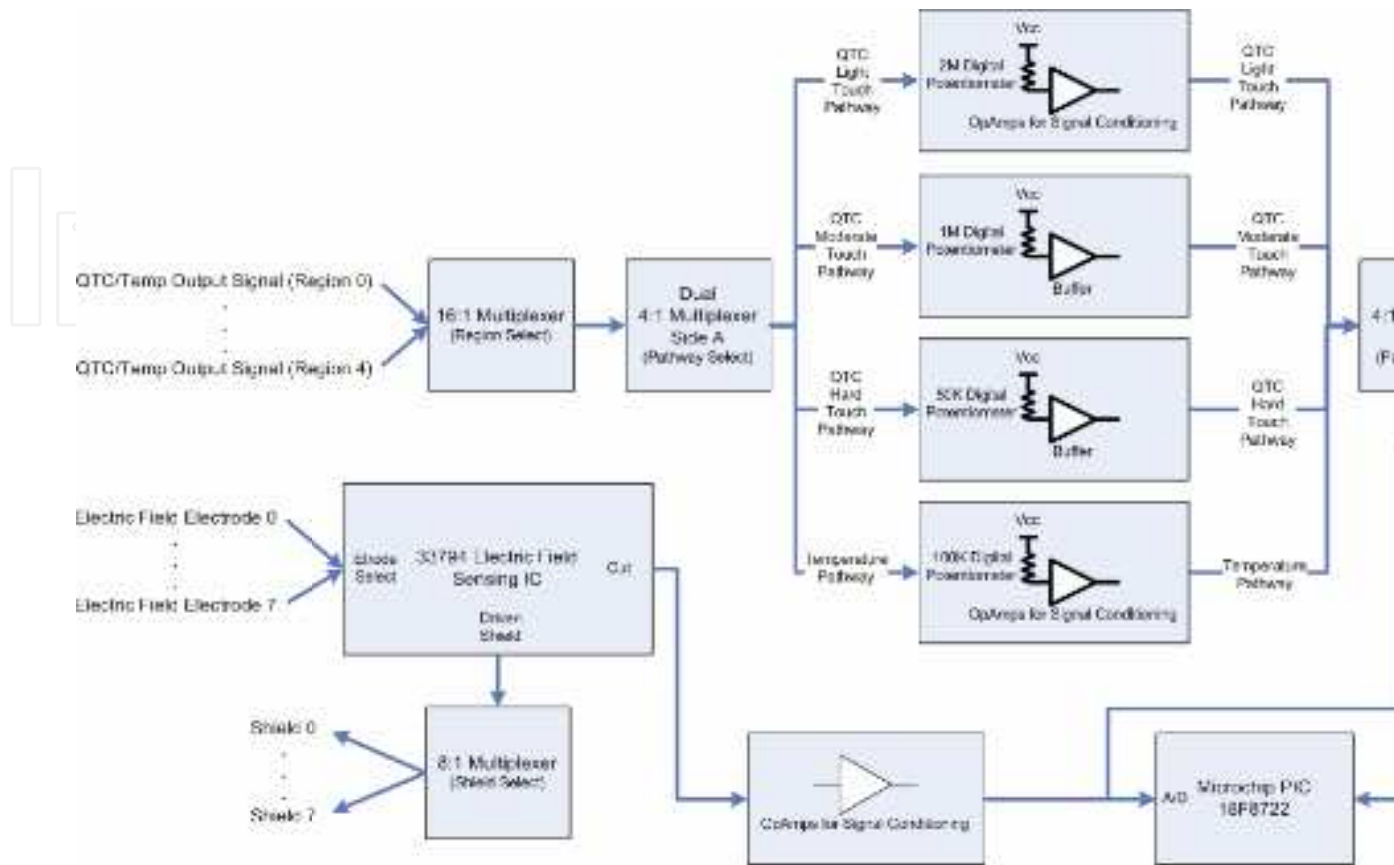 QTC/Temp Output Signal (Region 0)
QTC/Temp Output Signal (Region 4)
16:1 Multiplexer
(Region Select)
Dual
4:1 Multiplexer
Side A
(Pathway Select)
QTC
Light
Touch
Pathway
Vcc
2M Digital
Potentiometer
OpAmps for Signal Conditioning
QTC
Light
Touch
Pathway
QTC
Moderate
Touch
Pathway
Vcc
1M Digital
Potentiometer
Buffer
QTC
Moderate
Touch
Pathway
QTC
Hard
Touch
Pathway
Vcc
50K Digital
Potentiometer
Buffer
QTC
Hard
Touch
Pathway
Temperature
Pathway
Vcc
100K Digital
Potentiometer
OpAmps for Signal Conditioning
Temperature
Pathway
4:1
Electric Field Electrode 0
Electric Field Electrode 7
Select
33794 Electric Field
Sensing IC
Out
Driven
Shield
8:1 Multiplexer
(Shield Select)
Shield 0
Shield 7
OpAmps for Signal Conditioning
A/D
Microchip PIC
18F8722